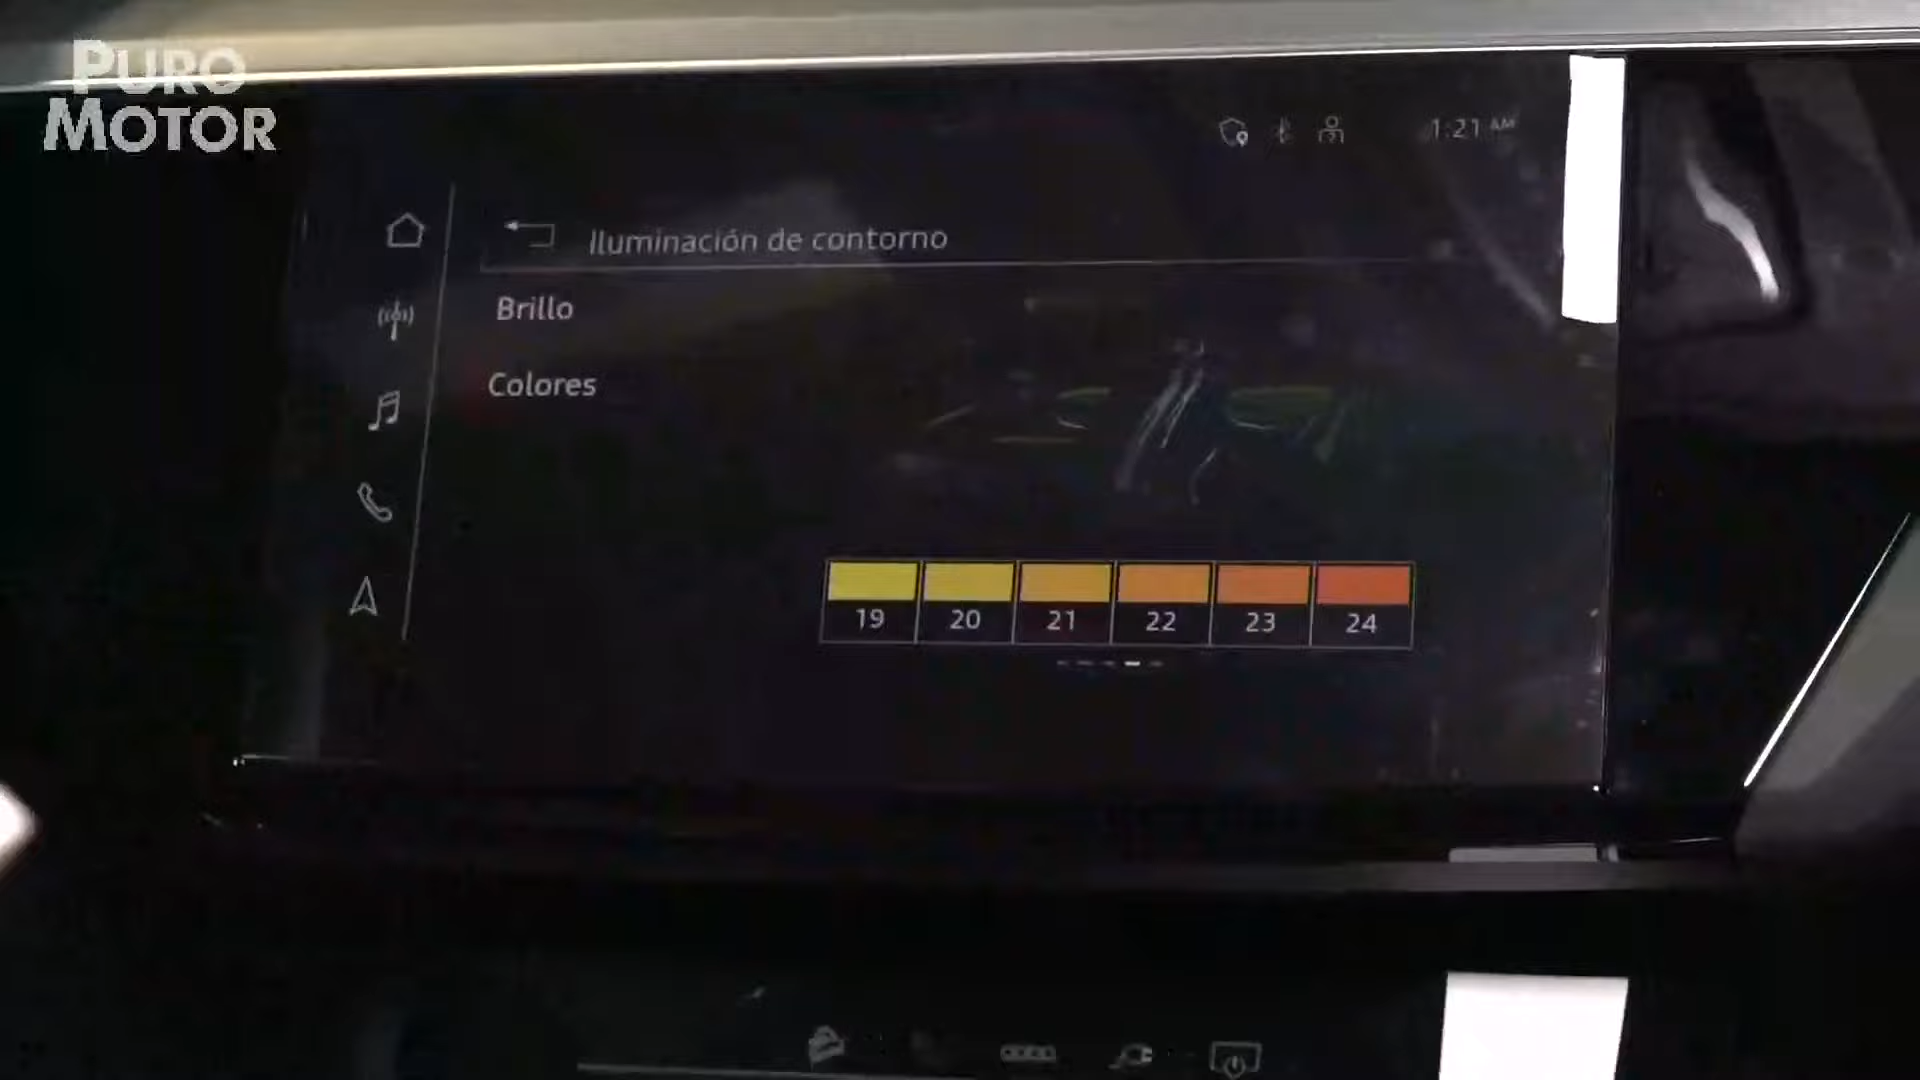 PURO
MOTOR
1:21 AM
Iluminación de contorno
Brillo
Colores
19 20 21 22 23 24